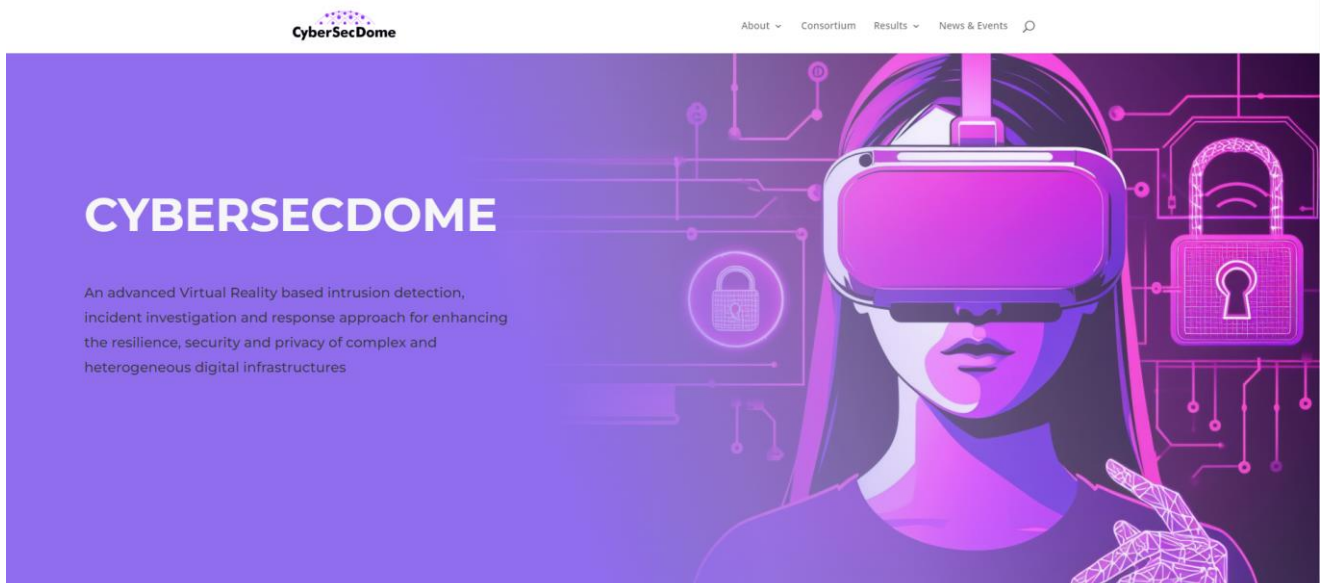 CyberSecDome
About
Consortium
Results
News & Events
CYBERSECDOME
An advanced Virtual Reality based intrusion detection,
incident investigation and response approach for enhancing
the resilience, security and privacy of complex and
heterogeneous digital infrastructures